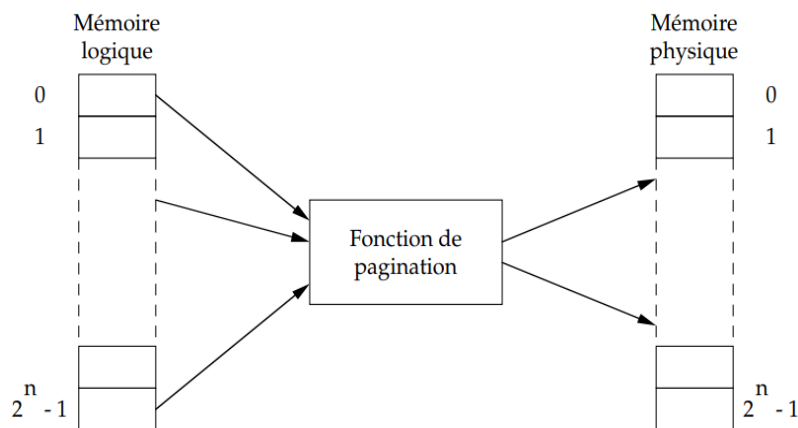 Mémoire
logique
Mémoire
physique
0
0
1
1
Fonction de
pagination
2^n - 1
2^n - 1